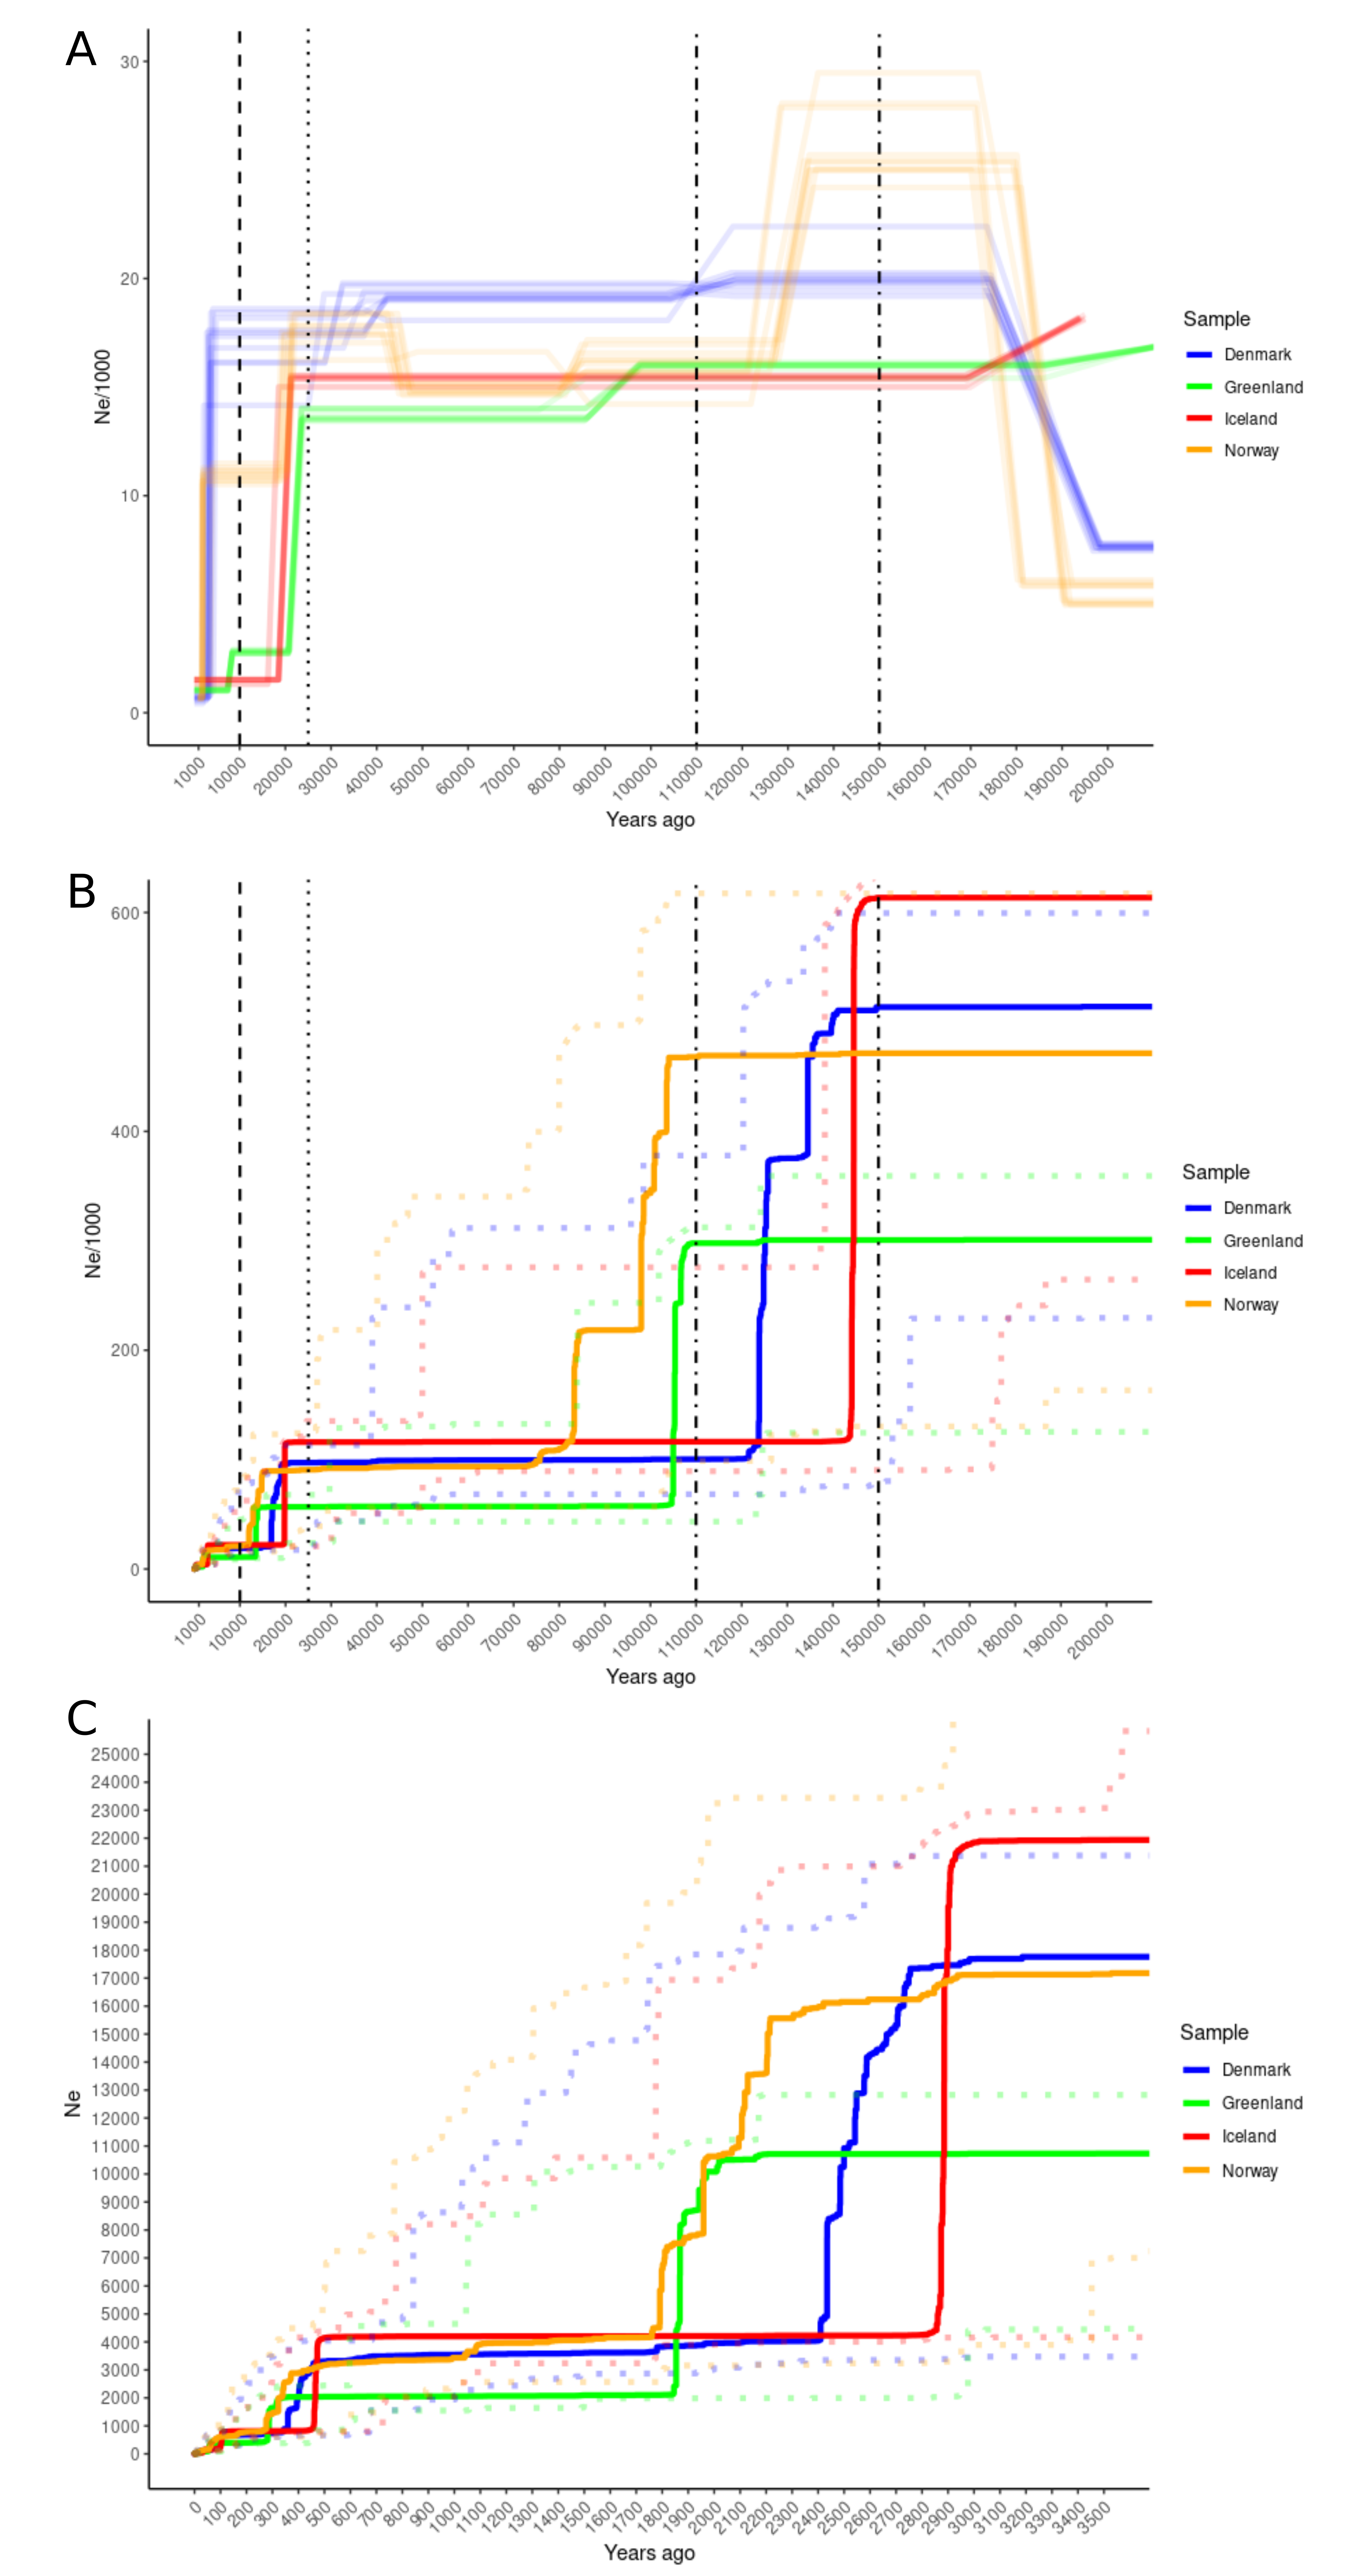 A
30
20
10
0
Ne/1000
1000 10000 20000 30000 40000 50000 60000 70000 80000 90000 100000 110000 120000 130000 140000 150000 160000 170000 180000 190000 200000
Years ago
Sample
Denmark
Greenland
Iceland
Norway
B
600
400
200
0
Ne/1000
1000 10000 20000 30000 40000 50000 60000 70000 80000 90000 100000 110000 120000 130000 140000 150000 160000 170000 180000 190000 200000
Years ago
Sample
Denmark
Greenland
Iceland
Norway
C
25000
24000
23000
22000
21000
20000
19000
18000
17000
16000
15000
14000
13000
12000
11000
10000
9000
8000
7000
6000
5000
4000
3000
2000
1000
0
Ne
0 100 200 300 400 500 600 700 800 900 1000 1100 1200 1300 1400 1500 1600 1700 1800 1900 2000 2100 2200 2300 2400 2500 2600 2700 2800 2900 3000 3100 3200 3300 3400 3500
Years ago
Sample
Denmark
Greenland
Iceland
Norway